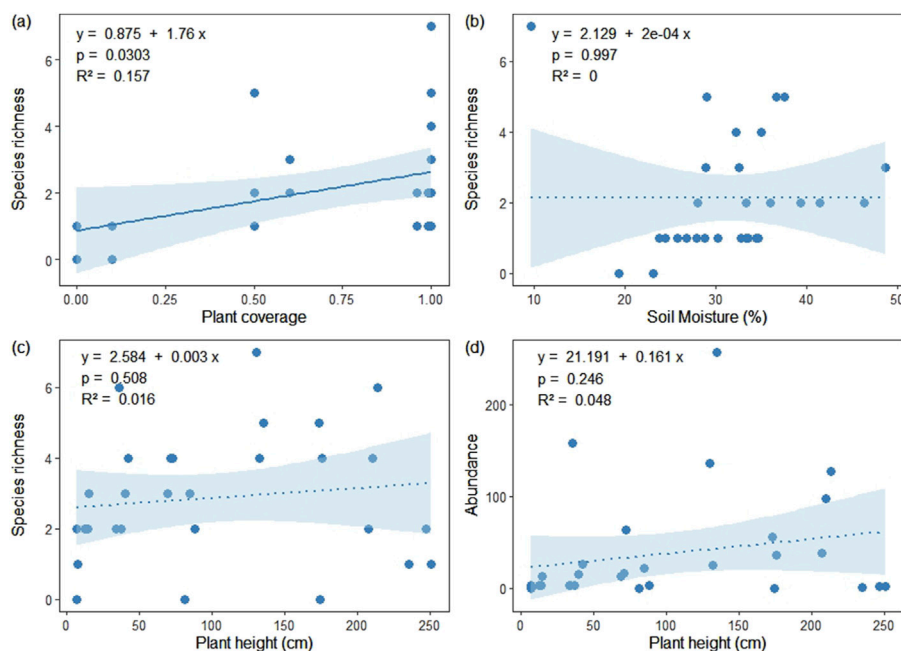 (a)
y = 0.875 + 1.76 x
p = 0.0303
R² = 0.157
Species richness
6
4
2
0
0.00 0.25 0.50 0.75 1.00
Plant coverage
(b)
y = 2.129 + 2e-04 x
p = 0.997
R² = 0
Species richness
6
4
2
0
10 20 30 40 50
Soil Moisture (%)
(c)
y = 2.584 + 0.003 x
p = 0.508
R² = 0.016
Species richness
6
4
2
0
0 50 100 150 200 250
Plant height (cm)
(d)
y = 21.191 + 0.161 x
p = 0.246
R² = 0.048
Abundance
200
100
0
0 50 100 150 200 250
Plant height (cm)